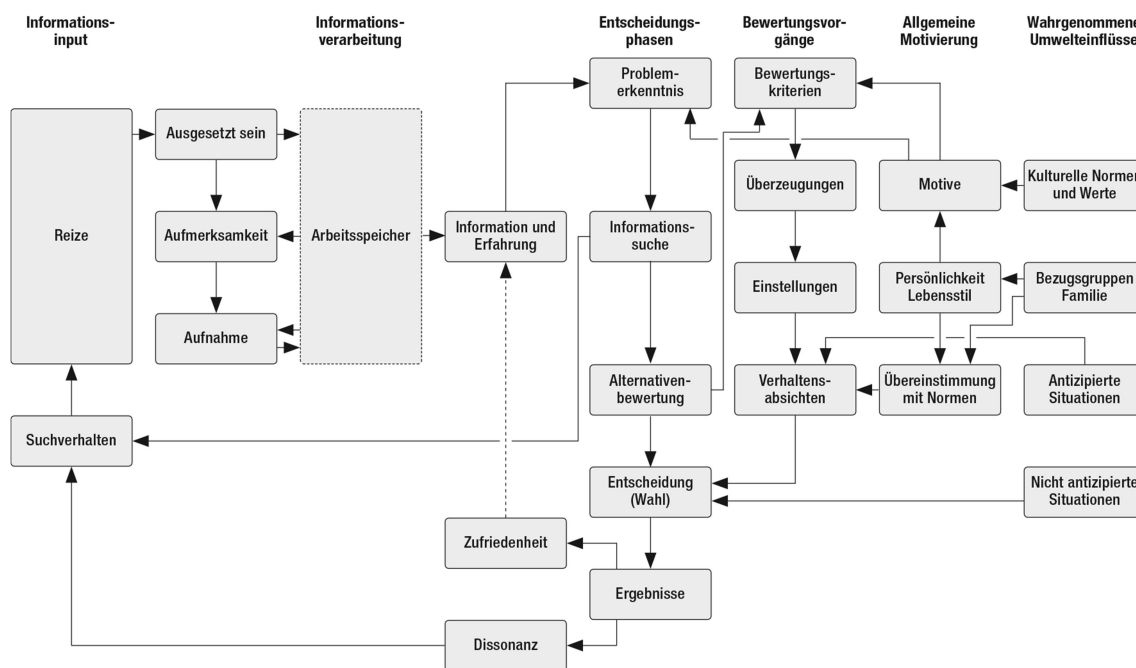 Informations-
input
Informations-
verarbeitung
Entscheidungs-
phasen
Bewertungsvor-
gänge
Allgemeine
Motivierung
Wahrgenommene
Umwelteinflüsse
Reize
Suchverhalten
Ausgesetzt sein
Aufmerksamkeit
Aufnahme
Arbeitsspeicher
Information und
Erfahrung
Zufriedenheit
Dissonanz
Problem-
erkenntnis
Informations-
suche
Alternativen-
bewertung
Entscheidung
(Wahl)
Ergebnisse
Bewertungs-
kriterien
Überzeugungen
Einstellungen
Verhaltens-
absichten
Motive
Persönlichkeit
Lebensstil
Übereinstimmung
mit Normen
Kulturelle Normen
und Werte
Bezugsgruppen
Familie
Antizipierte
Situationen
Nicht antizipierte
Situationen